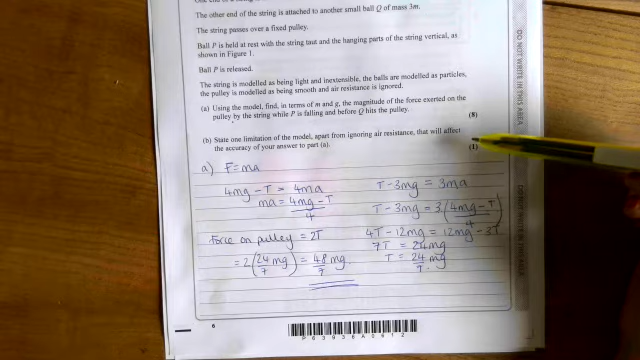 The other end of the string is attached to another small ball Q of mass 3m.
The string passes over a fixed pulley.
Ball P is held at rest with the string taut and the hanging parts of the string vertical, as
shown in Figure 1.
Ball P is released.
The string is modelled as being light and inextensible, the balls are modelled as particles,
the pulley is modelled as being smooth and air resistance is ignored.
(a) Using the model, find, in terms of m and g, the magnitude of the force exerted on the
pulley by the string while P is falling and before Q hits the pulley.
(8)
(b) State one limitation of the model, apart from ignoring air resistance, that will affect
the accuracy of your answer to part (a).
(1)
a) F=ma
4mg - T = 4ma
ma = 4mg - T
4
Force on pulley = 2T
= 2(24mg/7) = 48/7 mg.
T - 3mg = 3ma
T - 3mg = 3(4mg - T/4)
4T - 12mg = 12mg - 3T
7T = 24mg
T = 24/7 mg
6
P63938A0612
DO NOT WRITE IN THIS AREA
DO NOT WRITE IN